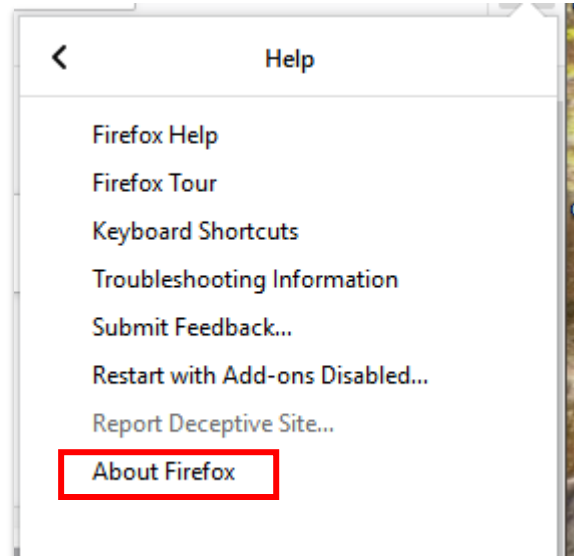 Help
Firefox Help
Firefox Tour
Keyboard Shortcuts
Troubleshooting Information
Submit Feedback...
Restart with Add-ons Disabled...
Report Deceptive Site...
About Firefox